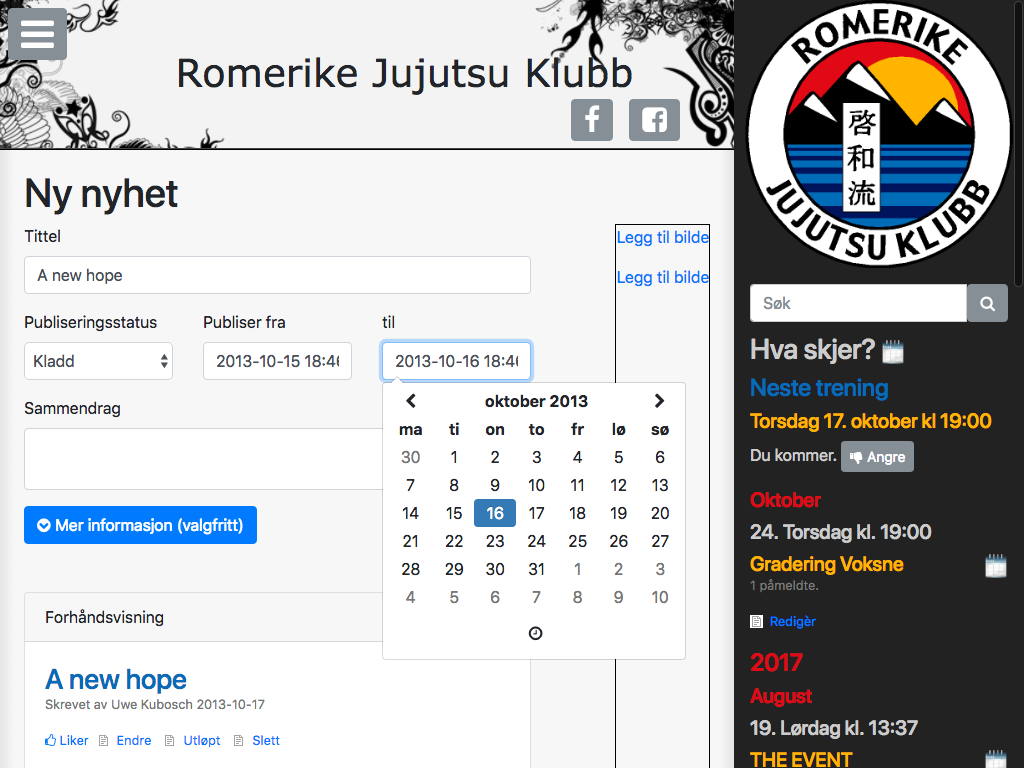 Romerike Jujutsu Klubb
Ny nyhet
Tittel
A new hope
Publiseringsstatus
Publiser fra
til
Kladd
2013-10-15 18:46
2013-10-16 18:46
Sammendrag
Mer informasjon (valgfritt)
oktober 2013
ma ti on to fr lø sø
30 1 2 3 4 5 6
7 8 9 10 11 12 13
14 15 16 17 18 19 20
21 22 23 24 25 26 27
28 29 30 31 1 2 3
4 5 6 7 8 9 10
Forhåndsvisning
A new hope
Skrevet av Uwe Kubosch 2013-10-17
Liker Endre Utløpt Slett
Legg til bilde
Legg til bilde
ROMERIKE
啓和流
JUJUTSU KLUBB
Søk
Hva skjer?
Neste trening
Torsdag 17. oktober kl 19:00
Du kommer. Angre
Oktober
24. Torsdag kl. 19:00
Gradering Voksne
1 påmeldte.
Redigèr
2017
August
19. Lørdag kl. 13:37
THE EVENT